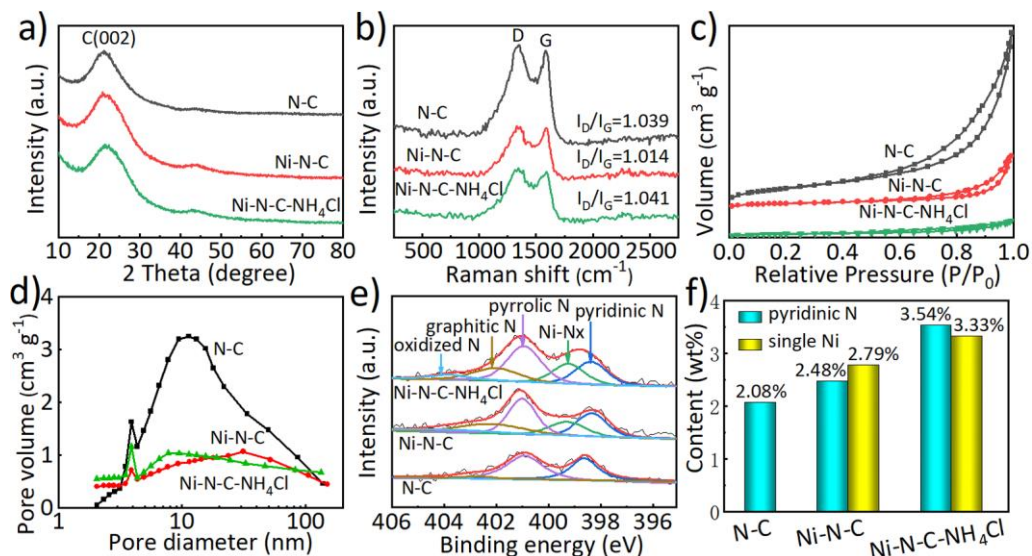 a)
C(002)
N-C
Ni-N-C
Ni-N-C-NH₄Cl
Intensity (a.u.)
10 20 30 40 50 60 70 80
2 Theta (degree)
b)
D G
N-C
I_D/I_G=1.039
Ni-N-C
I_D/I_G=1.014
Ni-N-C-NH₄Cl
I_D/I_G=1.041
Intensity (a.u.)
500 1000 1500 2000 2500
Raman shift (cm⁻¹)
c)
N-C
Ni-N-C
Ni-N-C-NH₄Cl
Volume (cm³ g⁻¹)
0.0 0.2 0.4 0.6 0.8 1.0
Relative Pressure (P/P₀)
d)
N-C
Ni-N-C
Ni-N-C-NH₄Cl
Pore volume (cm³ g⁻¹)
4
3
2
1
0
1 10 100
Pore diameter (nm)
e)
pyrrolic N
pyridinic N
graphitic N
Ni-Nx
oxidized N
Ni-N-C-NH₄Cl
Ni-N-C
N-C
Intensity (a.u.)
406 404 402 400 398 396
Binding energy (eV)
f)
pyridinic N
single Ni
3.54%
3.33%
2.79%
2.48%
2.08%
Content (wt%)
4
3
2
1
0
N-C
Ni-N-C
Ni-N-C-NH₄Cl